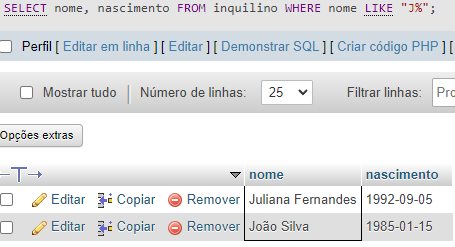 SELECT nome, nascimento FROM inquilino WHERE nome LIKE "J%";
Perfil [ Editar em linha ] [ Editar ] [ Demonstrar SQL ] [ Criar código PHP ] [
Mostrar tudo | Número de linhas: 25 Filtrar linhas: Pro
Opções extras
nome nascimento
Editar Copiar Remover Juliana Fernandes 1992-09-05
Editar Copiar Remover João Silva 1985-01-15